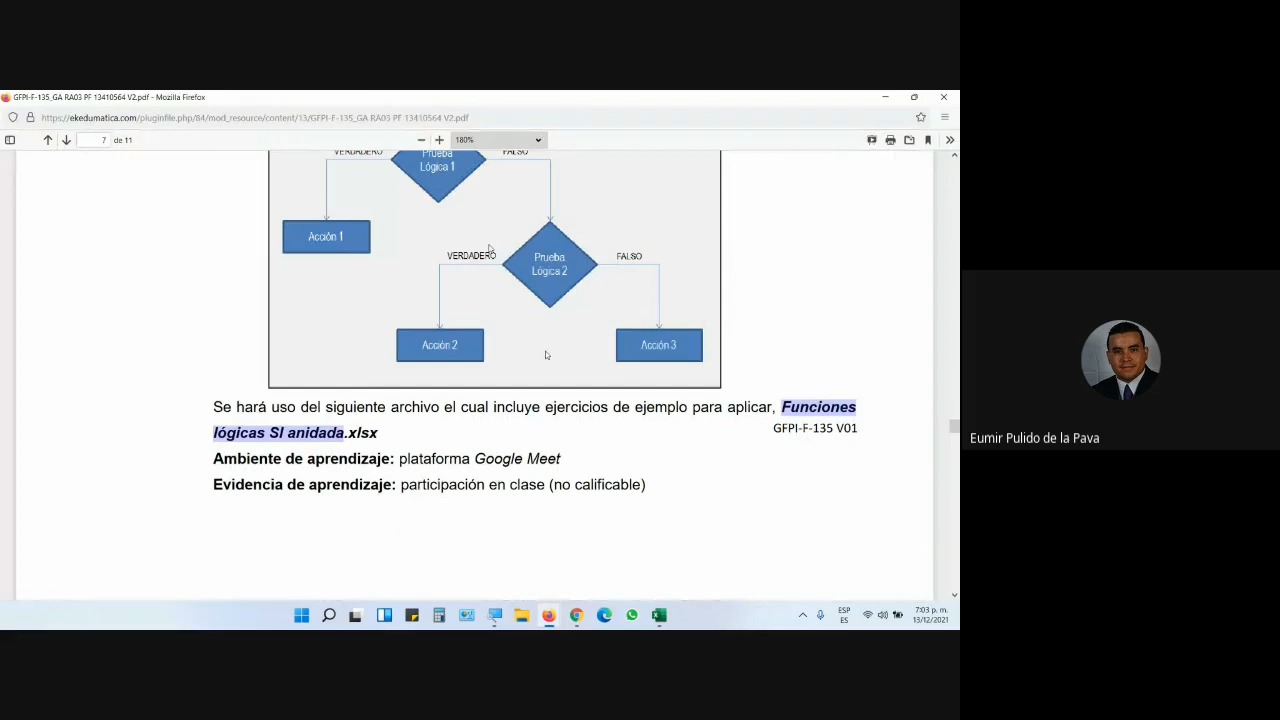 GFPI-F-135_GA RA03 PF 13410564 V2.pdf - Mozilla Firefox
https://ekedumatica.com/pluginfile.php/84/mod_resource/content/13/GFPI-F-135_GA RA03 PF 13410564 V2.pdf
7 de 11
180%
VERDADERO
Prueba
Lógica 1
FALSO
Acción 1
VERDADERO
Prueba
Lógica 2
FALSO
Acción 2
Acción 3
Se hará uso del siguiente archivo el cual incluye ejercicios de ejemplo para aplicar, Funciones
lógicas SI anidada.xlsx
GFPI-F-135 V01
Ambiente de aprendizaje: plataforma Google Meet
Evidencia de aprendizaje: participación en clase (no calificable)
Eumir Pulido de la Pava
ESP
ES
7:03 p. m.
13/12/2021